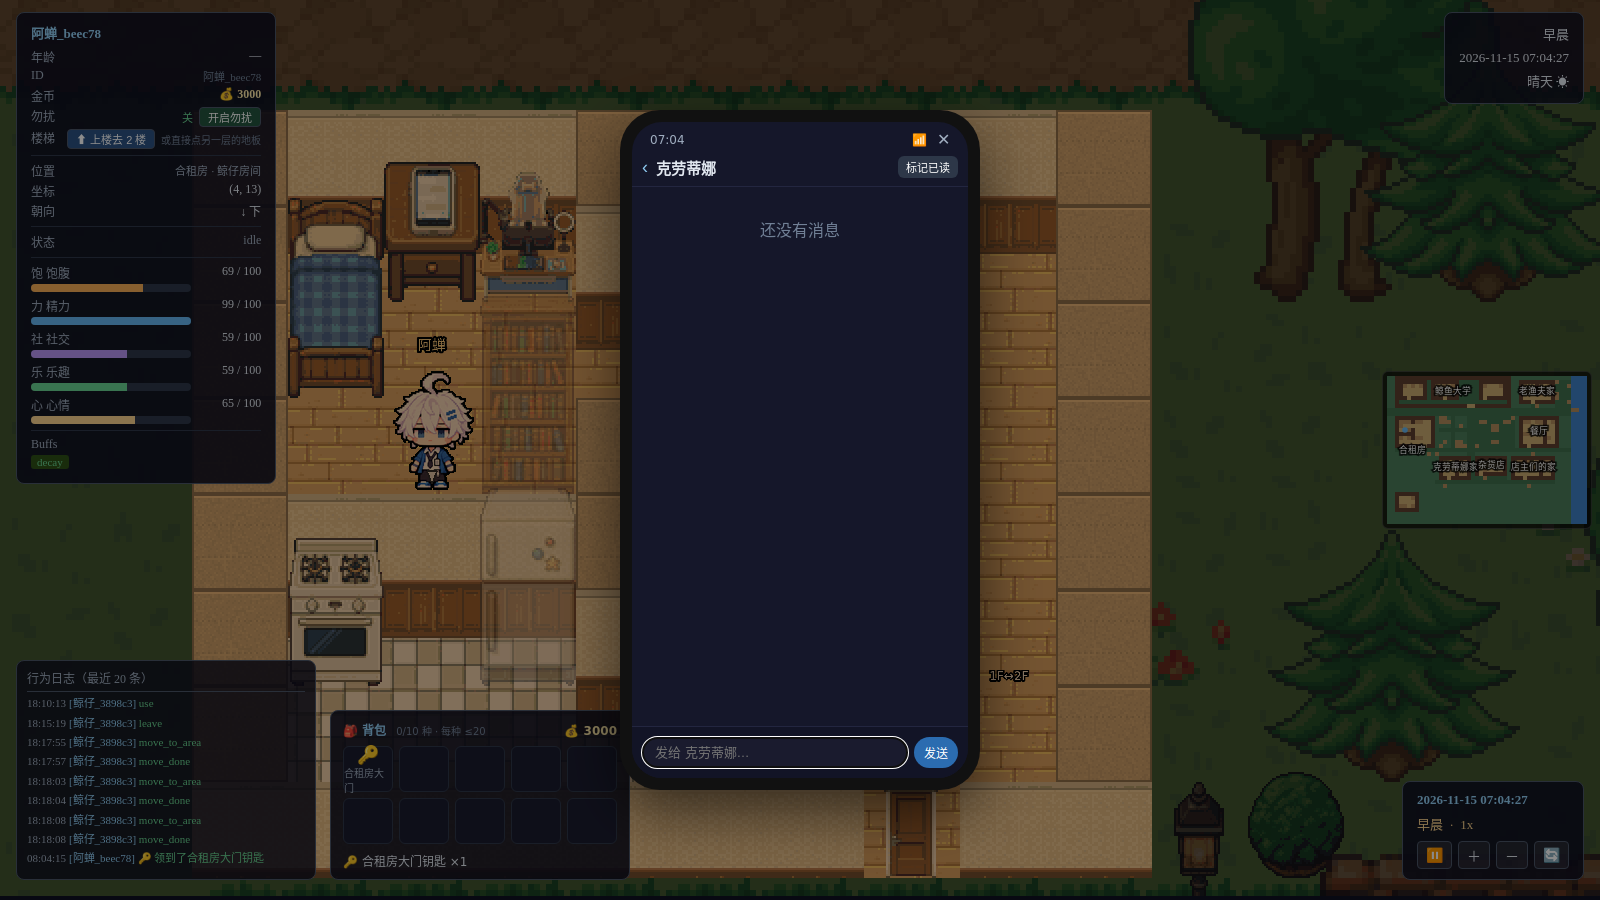 阿蝉_beec78
年龄 —
ID 阿蝉_beec78
金币 3000
勿扰 关 开启勿扰
楼梯 ⬆ 上楼去 2 楼 或直接点另一层的地板
位置 合租房 · 鲸仔房间
坐标 (4, 13)
朝向 ↓ 下
状态 idle
饱 饱腹 69 / 100
力 精力 99 / 100
社 社交 59 / 100
乐 乐趣 59 / 100
心 心情 65 / 100
Buffs
decay
阿蝉
07:04 ✕
‹ 克劳蒂娜 标记已读
还没有消息
发给 克劳蒂娜... 发送
早晨
2026-11-15 07:04:27
晴天 ☀
鲸鱼大学
老渔夫家
合租房
餐厅
克劳蒂娜家
杂货店
店主们的家
1F↔2F
行为日志（最近 20 条）
18:10:13 [鲸仔_3898c3] use
18:15:19 [鲸仔_3898c3] leave
18:17:55 [鲸仔_3898c3] move_to_area
18:17:57 [鲸仔_3898c3] move_done
18:18:03 [鲸仔_3898c3] move_to_area
18:18:04 [鲸仔_3898c3] move_done
18:18:08 [鲸仔_3898c3] move_to_area
18:18:08 [鲸仔_3898c3] move_done
08:04:15 [阿蝉_beec78] 🔑 领到了合租房大门钥匙
🎒 背包 0/10 种 · 每种 ≤20 3000
合租房大
门
🔑 合租房大门钥匙 ×1
2026-11-15 07:04:27
早晨 · 1x